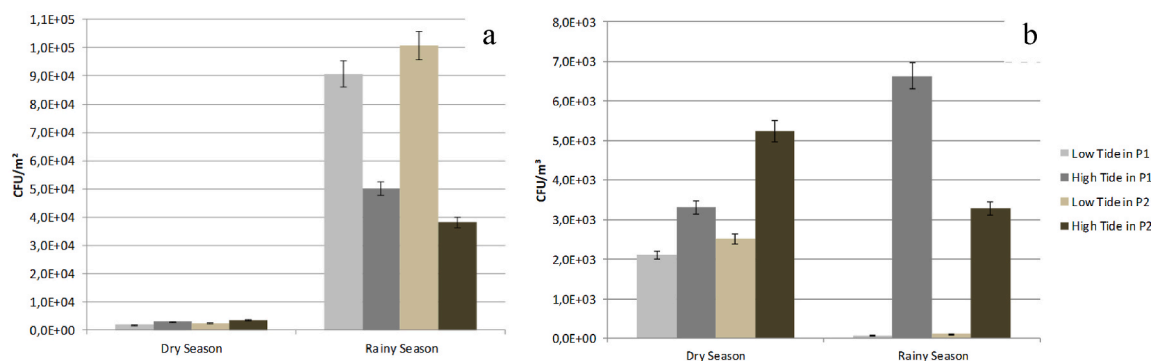 a
1,1E+05
1,0E+05
9,0E+04
8,0E+04
7,0E+04
6,0E+04
5,0E+04
4,0E+04
3,0E+04
2,0E+04
1,0E+04
0,0E+00
CFU/m²
Dry Season
Rainy Season
b
8,0E+03
7,0E+03
6,0E+03
5,0E+03
4,0E+03
3,0E+03
2,0E+03
1,0E+03
0,0E+00
CFU/m³
Dry Season
Rainy Season
Low Tide in P1
High Tide in P1
Low Tide in P2
High Tide in P2